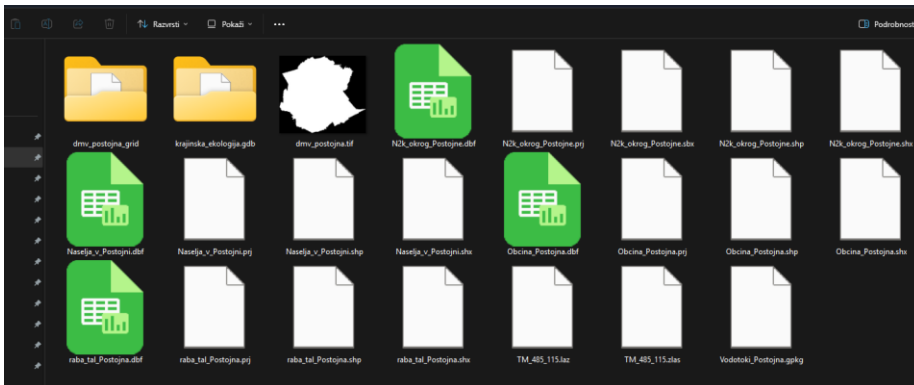 Razvrsti
Pokaži
Podrobnost
dmv_postojna_grid
krajinska_ekologija.gdb
dmv_postojna.tif
N2k_okrog_Postojne.dbf
N2k_okrog_Postojne.prj
N2k_okrog_Postojne.sbx
N2k_okrog_Postojne.shp
N2k_okrog_Postojne.shx
Naselja_v_Postojni.dbf
Naselja_v_Postojni.prj
Naselja_v_Postojni.shp
Naselja_v_Postojni.shx
Obcina_Postojna.dbf
Obcina_Postojna.prj
Obcina_Postojna.shp
Obcina_Postojna.shx
raba_tal_Postojna.dbf
raba_tal_Postojna.prj
raba_tal_Postojna.shp
raba_tal_Postojna.shx
TM_485_115.laz
TM_485_115.zlas
Vodotoki_Postojna.gpkg